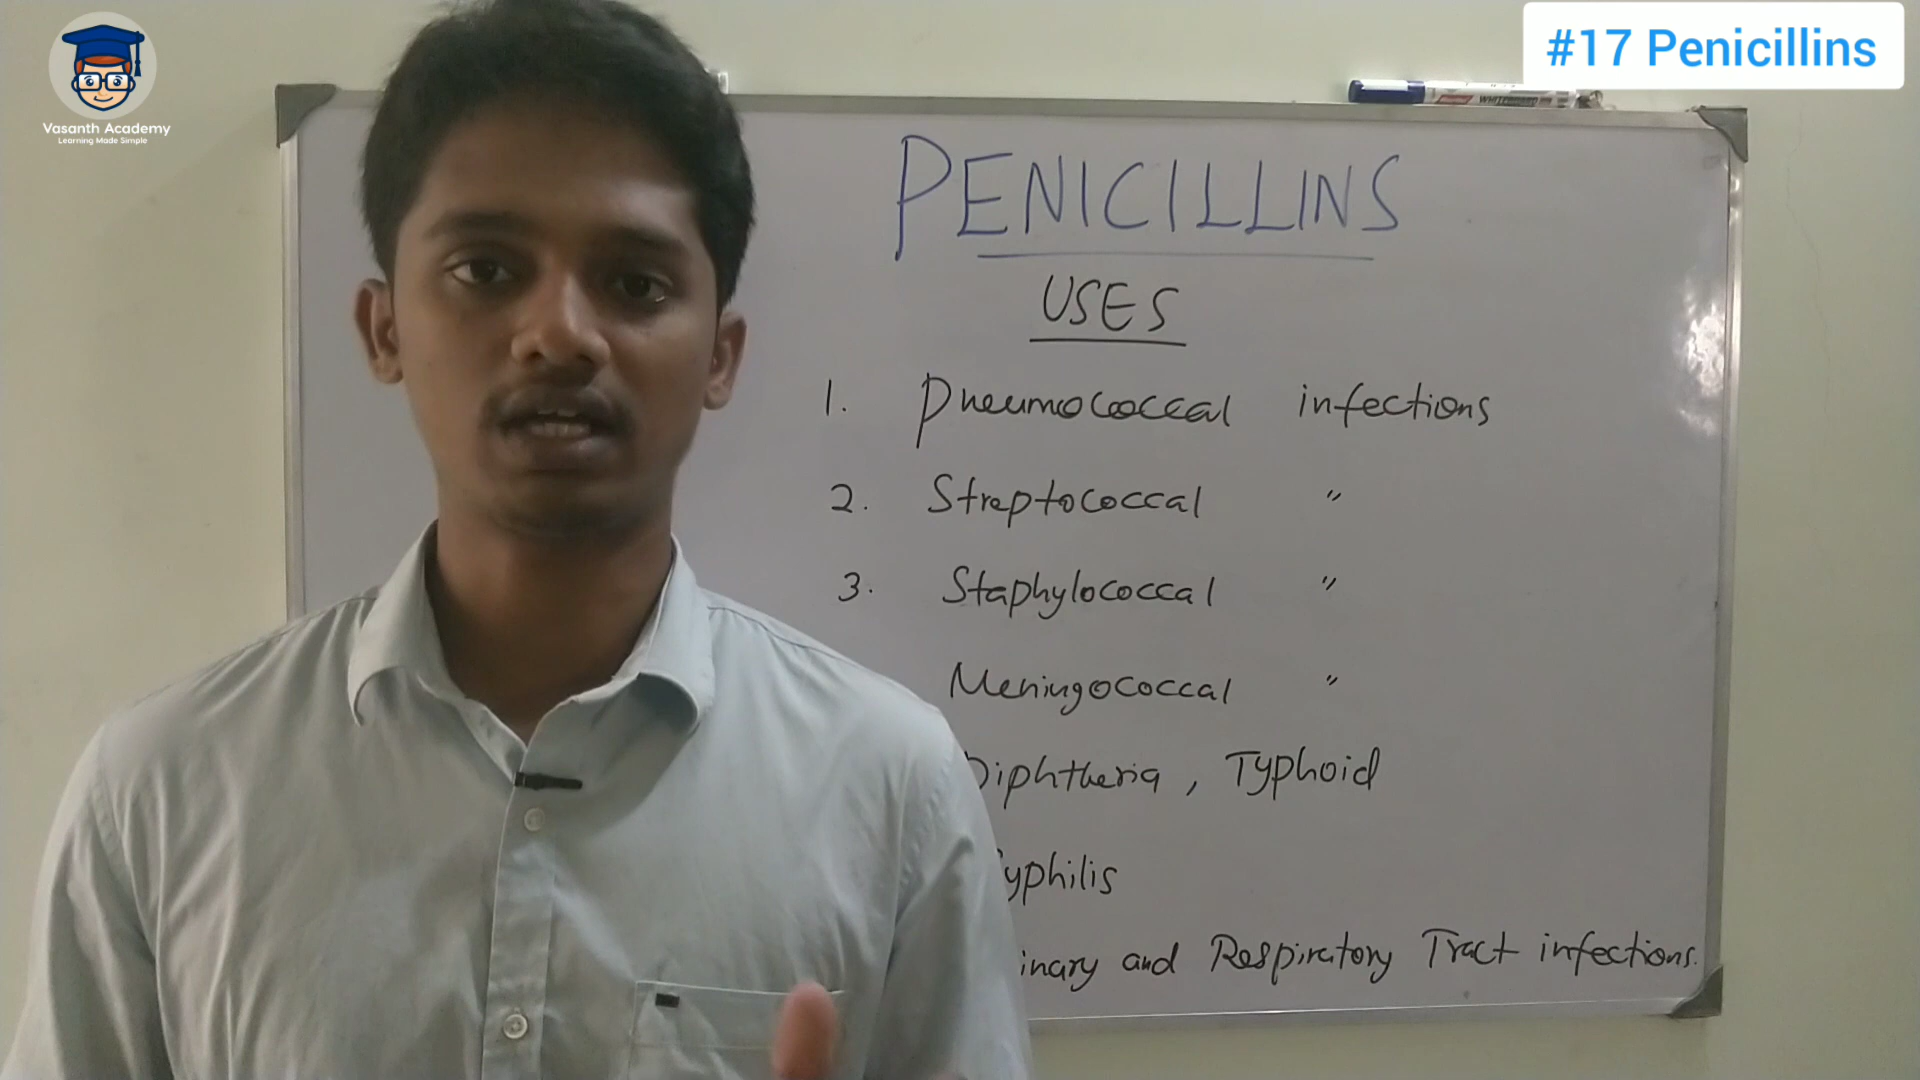 Vasanth Academy
Learning Made Simple
#17 Penicillins
WHITEBOARD
PENICILLINS
USES
1. Pneumococcal infections
2. Streptococcal "
3. Staphylococcal "
Meningococcal "
Diphtheria, Typhoid
yphilis
inary and Respiratory Tract infections.